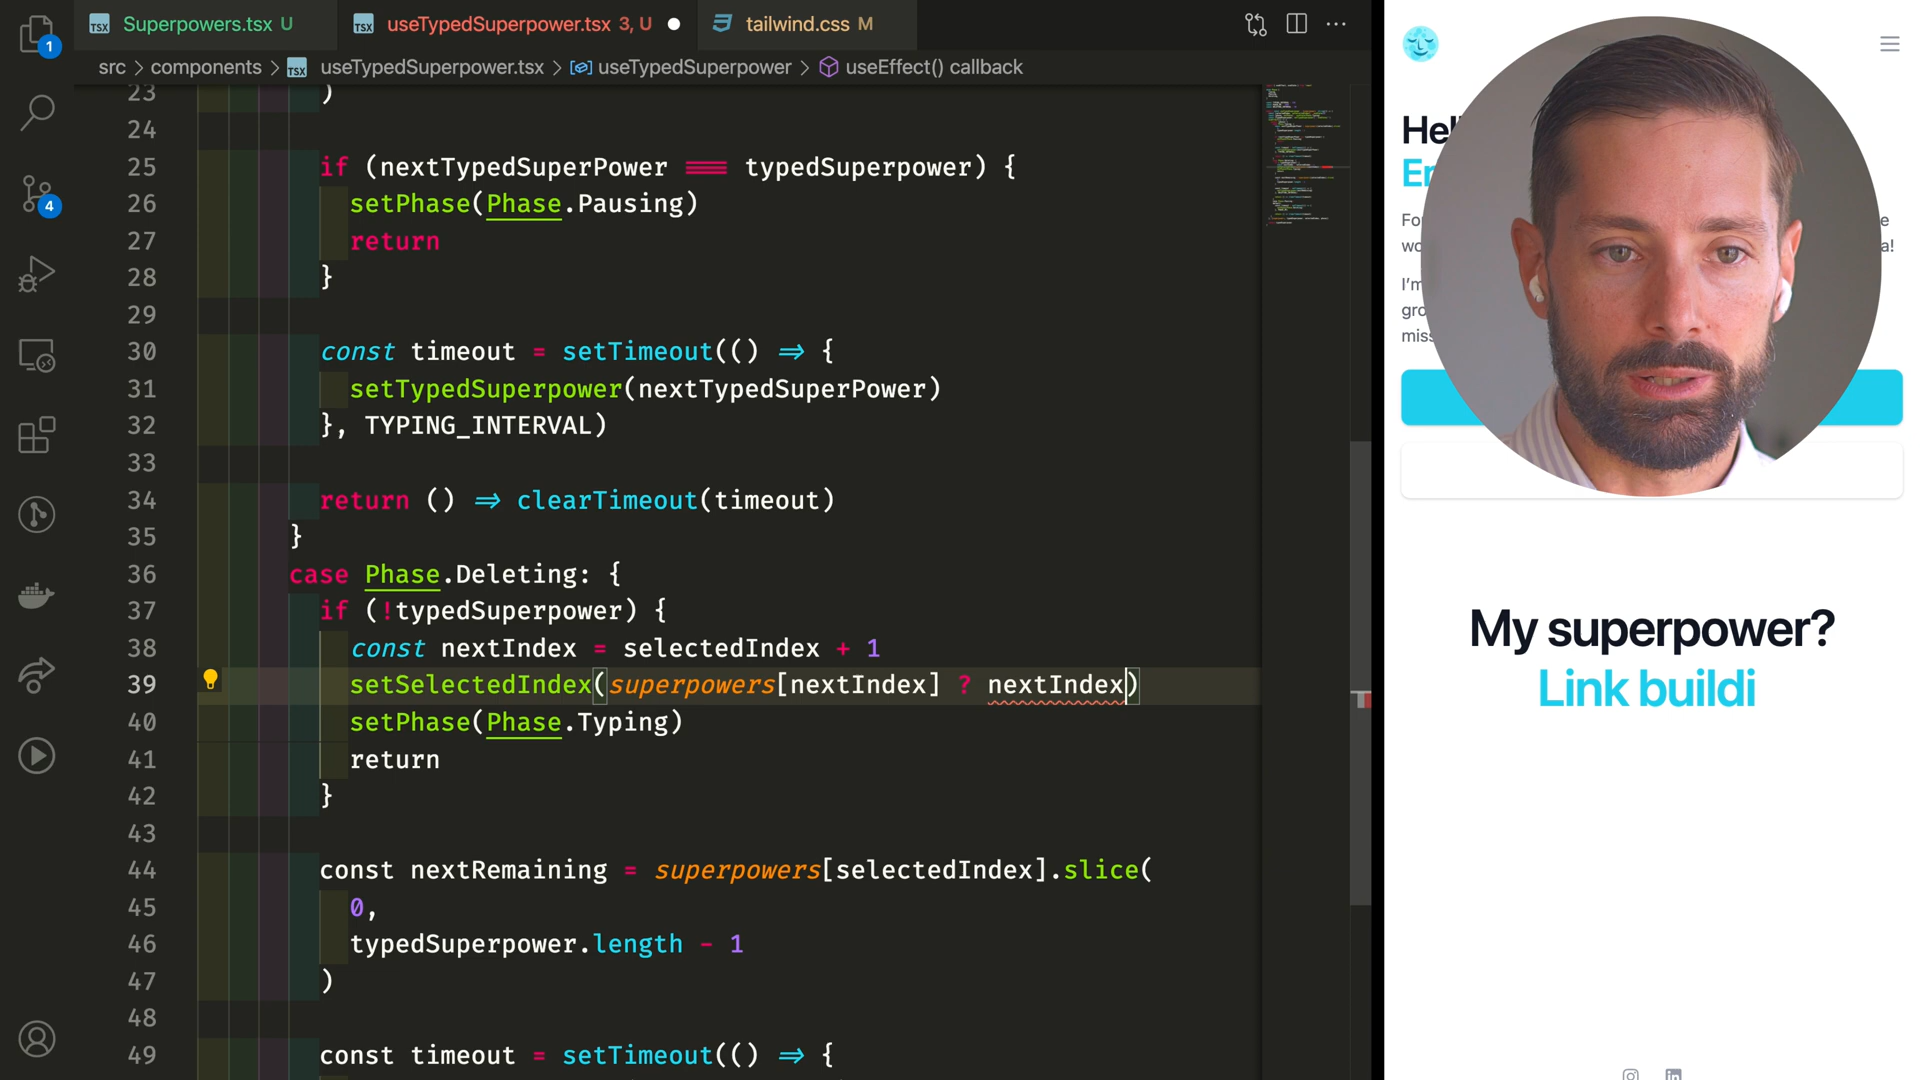 Superpowers.tsx U
useTypedSuperpower.tsx 3, U
tailwind.css M
src > components > useTypedSuperpower.tsx > useTypedSuperpower > useEffect() callback
23 )
24
25 if (nextTypedSuperPower === typedSuperpower) {
26 setPhase(Phase.Pausing)
27 return
28 }
29
30 const timeout = setTimeout(() => {
31 setTypedSuperpower(nextTypedSuperPower)
32 }, TYPING_INTERVAL)
33
34 return () => clearTimeout(timeout)
35 }
36 case Phase.Deleting: {
37 if (!typedSuperpower) {
38 const nextIndex = selectedIndex + 1
39 setSelectedIndex(superpowers[nextIndex] ? nextIndex)
40 setPhase(Phase.Typing)
41 return
42 }
43
44 const nextRemaining = superpowers[selectedIndex].slice(
45 0,
46 typedSuperpower.length - 1
47 )
48
49 const timeout = setTimeout(() => {
1
4
My superpower?
Link buildi